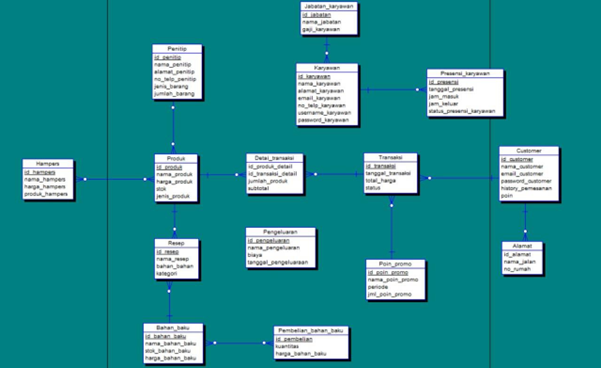 Jabatan_karyawan
id_jabatan
nama_jabatan
gaji_karyawan
Penitip
id_penitip
nama_penitip
alamat_penitip
no_telp_penitip
jenis_barang
jumlah_barang
Karyawan
id_karyawan
nama_karyawan
alamat_karyawan
email_karyawan
no_telp_karyawan
username_karyawan
password_karyawan
Presensi_karyawan
id_presensi
tanggal_presensi
jam_masuk
jam_keluar
status_presensi_karyawan
Hampers
id_hampers
nama_hampers
harga_hampers
produk_hampers
Produk
id_produk
nama_produk
harga_produk
stok
jenis_produk
Detail_transaksi
id_produk_detail
id_transaksi_detail
jumlah_produk
subtotal
Transaksi
id_transaksi
tanggal_transaksi
total_harga
status
Customer
id_customer
nama_customer
email_customer
password_customer
history_pemesanan
poin
Resep
id_resep
nama_resep
bahan_bahan
kategori
Pengeluaran
id_pengeluaran
nama_pengeluaran
biaya
tanggal_pengeluaraan
Poin_promo
id_poin_promo
nama_poin_promo
periode
jml_poin_promo
Alamat
id_alamat
nama_jalan
no_rumah
Bahan_baku
id_bahan_baku
nama_bahan_baku
stok_bahan_baku
harga_bahan_baku
Pembelian_bahan_baku
id_pembelian
kuantitas
harga_bahan_baku